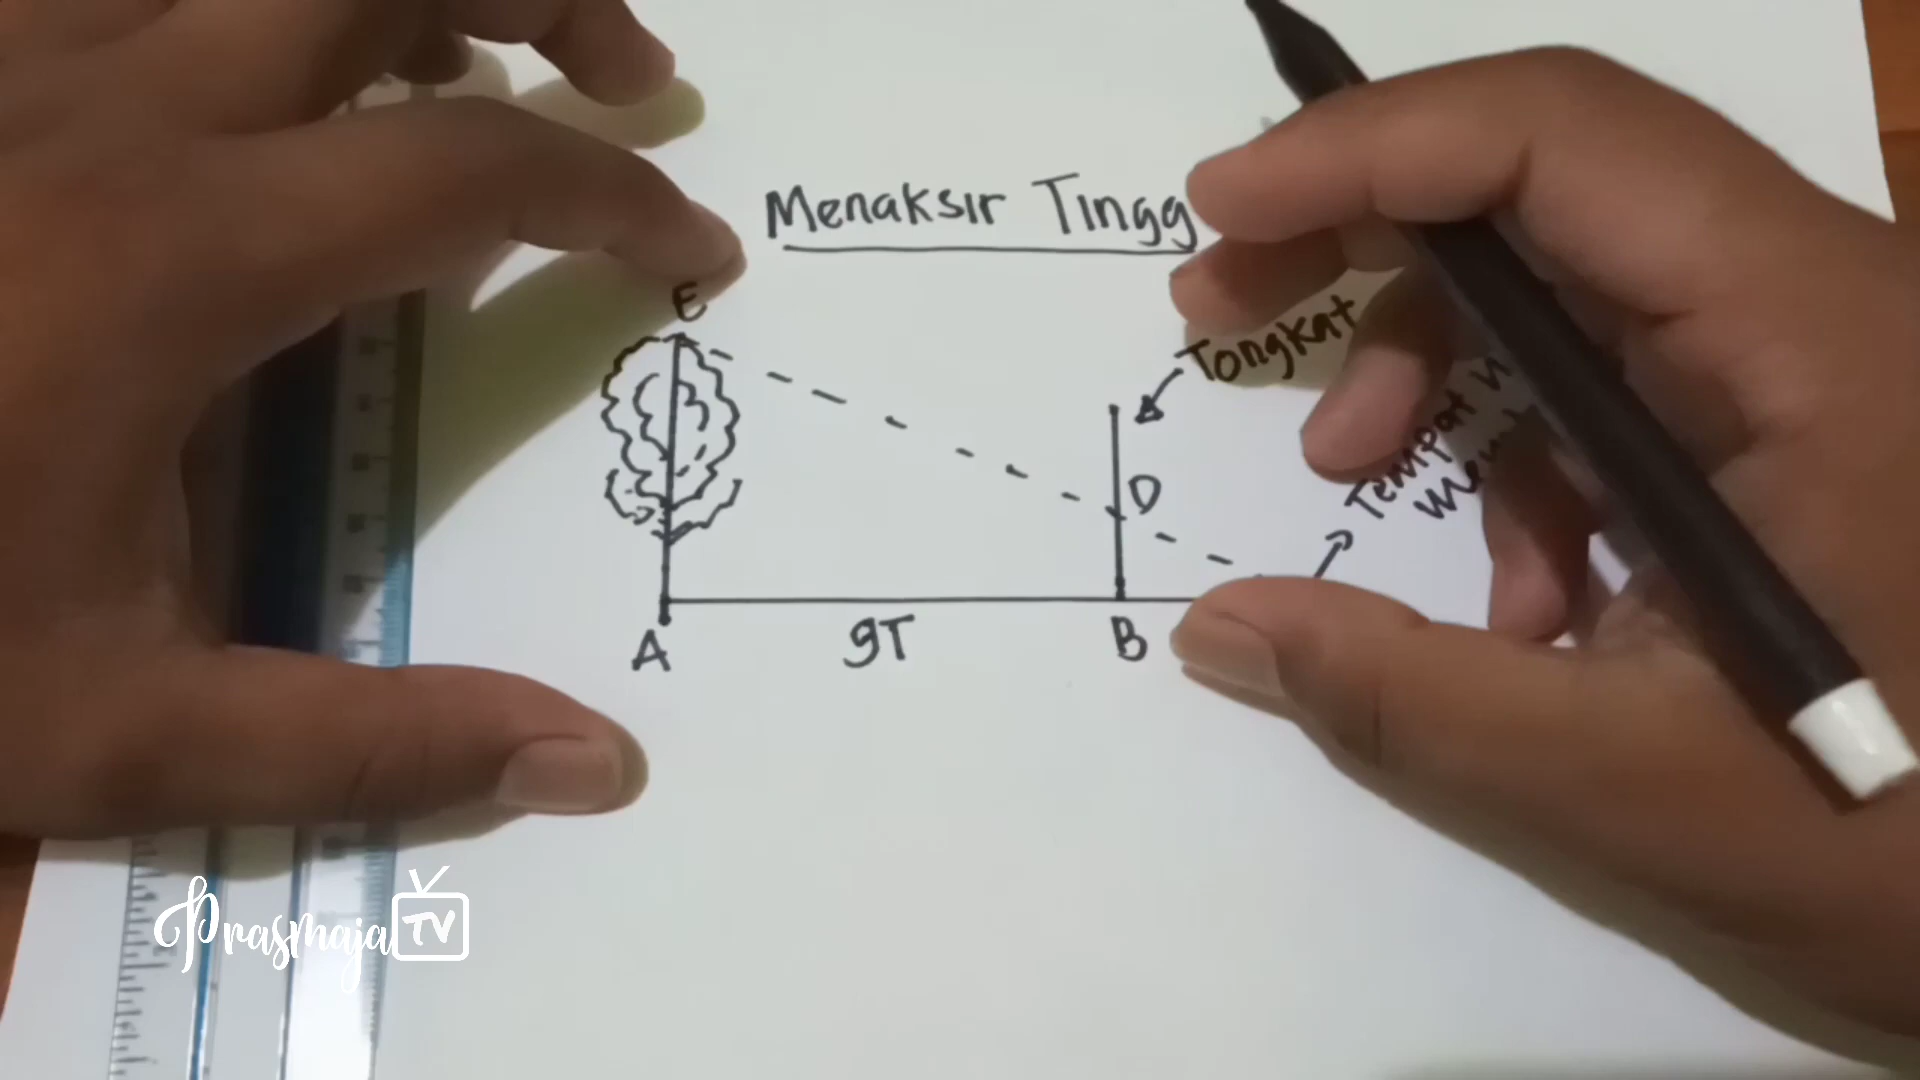 Menaksir Tingg
E
Tongkat
Tempat
D
A
9T
B
Prasmaja TV